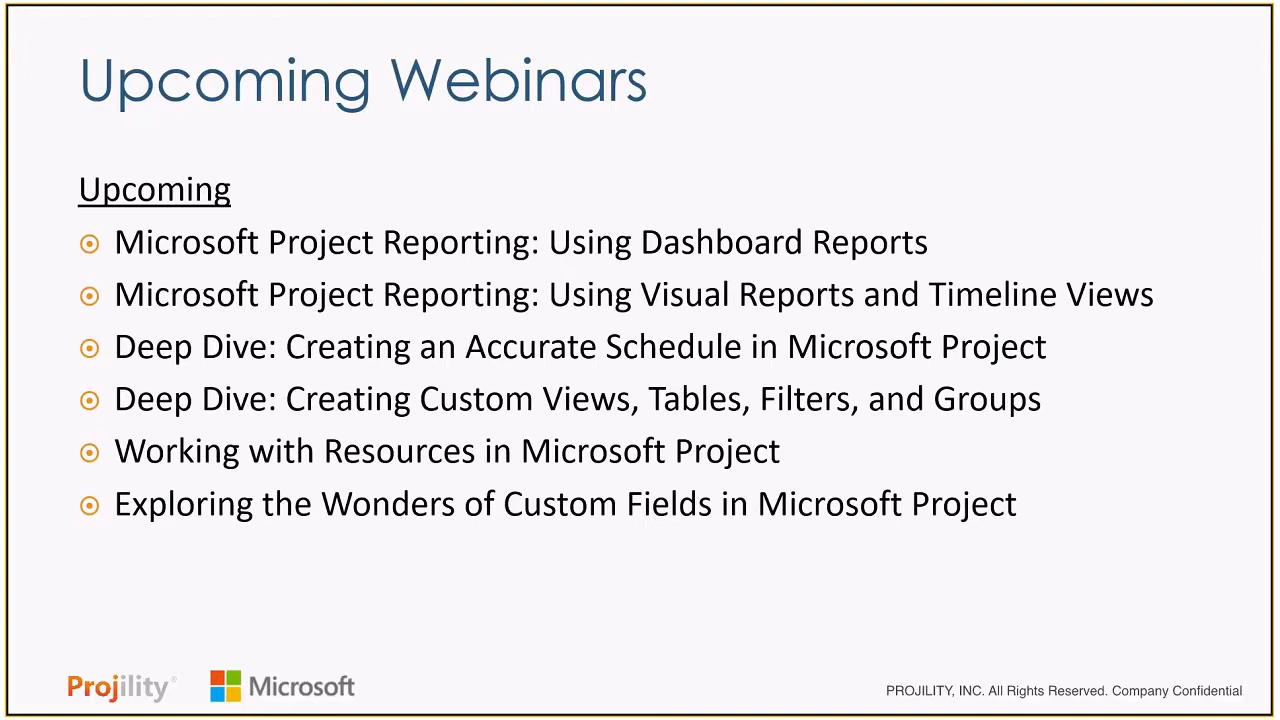 Upcoming Webinars
Upcoming
Microsoft Project Reporting: Using Dashboard Reports
Microsoft Project Reporting: Using Visual Reports and Timeline Views
Deep Dive: Creating an Accurate Schedule in Microsoft Project
Deep Dive: Creating Custom Views, Tables, Filters, and Groups
Working with Resources in Microsoft Project
Exploring the Wonders of Custom Fields in Microsoft Project
Projility® Microsoft
PROJILITY, INC. All Rights Reserved. Company Confidential